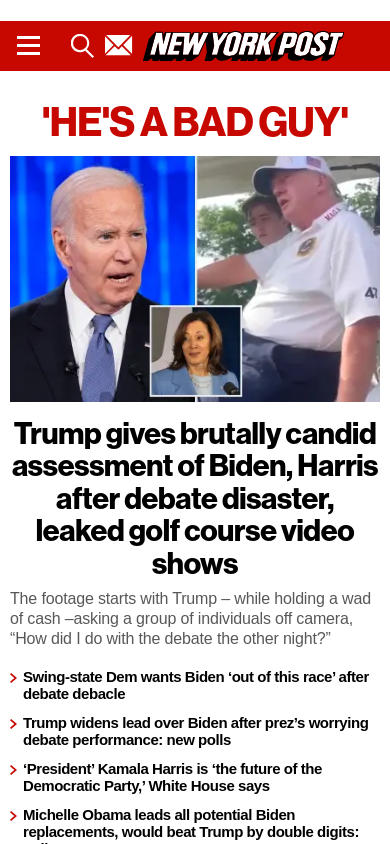 NEW YORK POST
'HE'S A BAD GUY'
MAGA
Trump gives brutally candid
assessment of Biden, Harris
after debate disaster,
leaked golf course video
shows
The footage starts with Trump – while holding a wad
of cash –asking a group of individuals off camera,
“How did I do with the debate the other night?”
Swing-state Dem wants Biden ‘out of this race’ after
debate debacle
Trump widens lead over Biden after prez’s worrying
debate performance: new polls
‘President’ Kamala Harris is ‘the future of the
Democratic Party,’ White House says
Michelle Obama leads all potential Biden
replacements, would beat Trump by double digits: